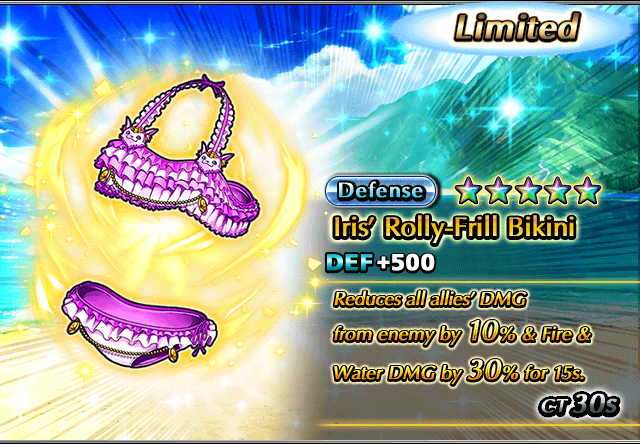 Limited
Defense
Iris' Rolly-Frill Bikini
DEF+500
Reduces all allies' DMG
from enemy by 10% & Fire &
Water DMG by 30% for 15s.
CT 30s